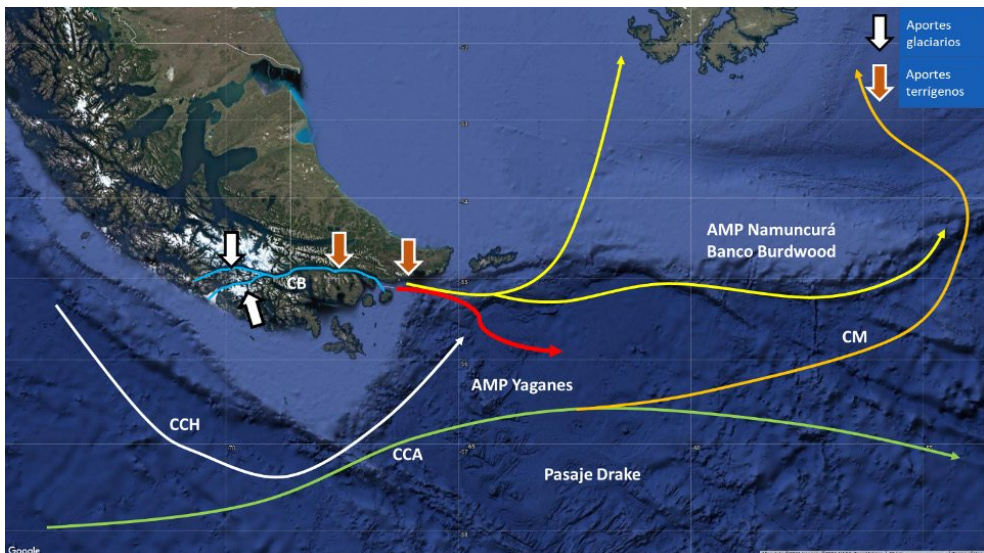 Aportes
glaciarios
Aportes
terrígenos
AMP Namuncurá
Banco Burdwood
CB
CM
AMP Yaganes
CCH
CCA
Pasaje Drake
Google